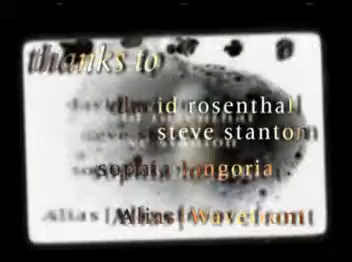 thanks to
david rosenthal
steve stanton
sophia longoria
Alias|Wavefront